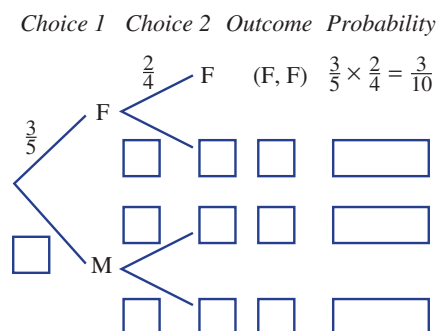 Choice 1 Choice 2 Outcome Probability
2/4 F (F, F) 3/5 × 2/4 = 3/10
F
3/5
M